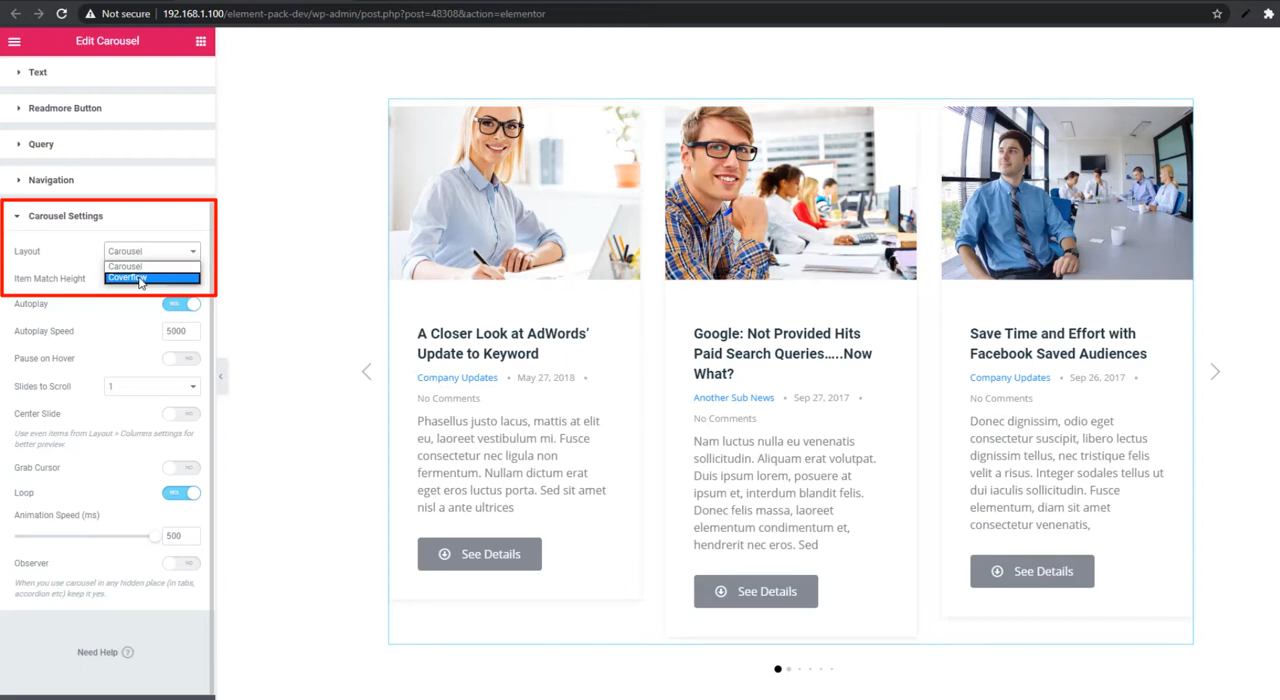 Not secure
192.168.1.100/element-pack-dev/wp-admin/post.php?post=48308&action=elementor
Edit Carousel
Text
Readmore Button
Query
Navigation
Carousel Settings
Layout
Carousel
Carousel
Coverflow
Item Match Height
Autoplay
YES
Autoplay Speed
5000
Pause on Hover
NO
Slides to Scroll
1
Center Slide
NO
Use even items from Layout > Columns settings for
better preview.
Grab Cursor
NO
Loop
YES
Animation Speed (ms)
500
Observer
NO
When you use carousel in any hidden place (in tabs,
accordion etc) keep it yes.
Need Help
A Closer Look at AdWords’
Update to Keyword
Company Updates • May 27, 2018 •
No Comments
Phasellus justo lacus, mattis at elit
eu, laoreet vestibulum mi. Fusce
consectetur nec ligula non
fermentum. Nullam dictum erat
eget eros luctus porta. Sed sit amet
nisl a ante ultrices
See Details
Google: Not Provided Hits
Paid Search Queries…..Now
What?
Another Sub News • Sep 27, 2017 •
No Comments
Nam luctus nulla eu venenatis
sollicitudin. Aliquam erat volutpat.
Duis ipsum lorem, posuere at
ipsum et, interdum blandit felis.
Donec felis massa, laoreet
elementum condimentum et,
hendrerit nec eros. Sed
See Details
Save Time and Effort with
Facebook Saved Audiences
Company Updates • Sep 26, 2017 •
No Comments
Donec dignissim, odio eget
consectetur suscipit, libero lectus
dignissim tellus, nec tristique felis
velit a risus. Integer sodales tellus ut
dui iaculis sollicitudin. Fusce
elementum, diam sit amet
consectetur venenatis,
See Details